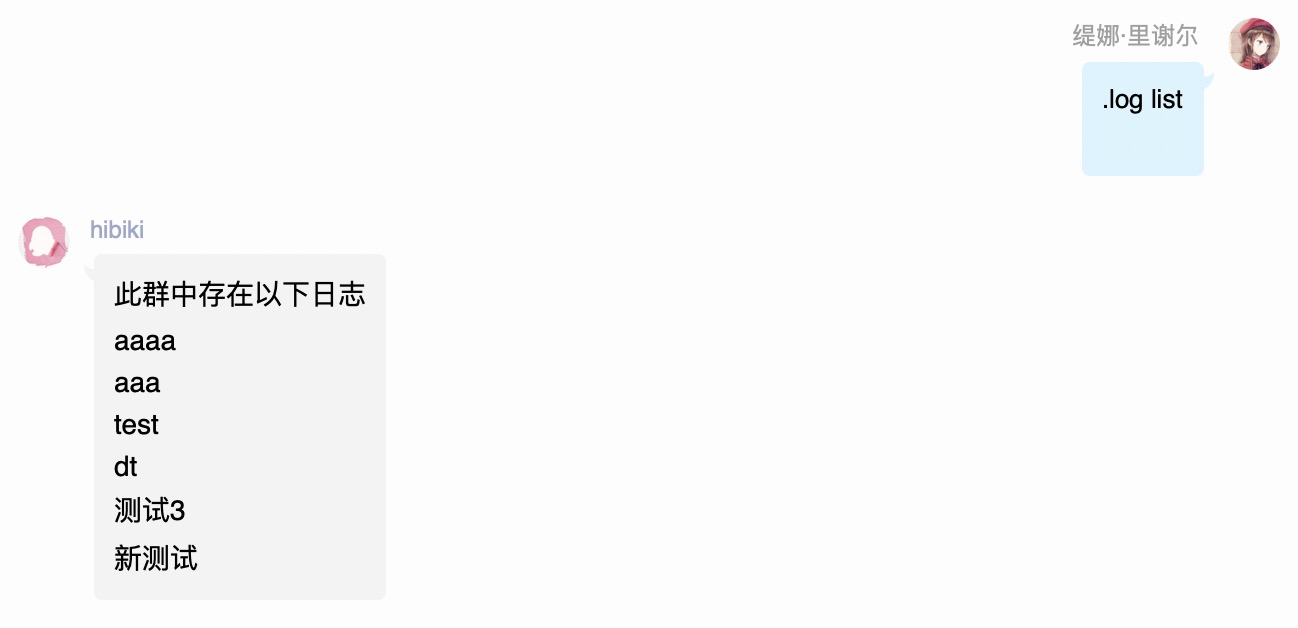 缇娜·里谢尔
.log list
hibiki
此群中存在以下日志
aaaa
aaa
test
dt
测试3
新测试